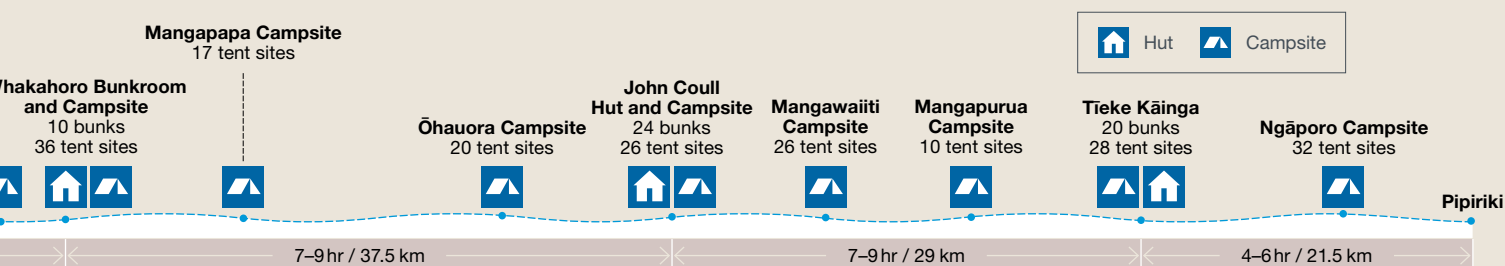 Mangapapa Campsite
17 tent sites
Hut
Campsite
Whakahoro Bunkroom
and Campsite
10 bunks
36 tent sites
Ōhauora Campsite
20 tent sites
John Coull
Hut and Campsite
24 bunks
26 tent sites
Mangawaiiti
Campsite
26 tent sites
Mangapurua
Campsite
10 tent sites
Tīeke Kāinga
20 bunks
28 tent sites
Ngāporo Campsite
32 tent sites
Pipiriki
7–9 hr / 37.5 km
7–9 hr / 29 km
4–6 hr / 21.5 km